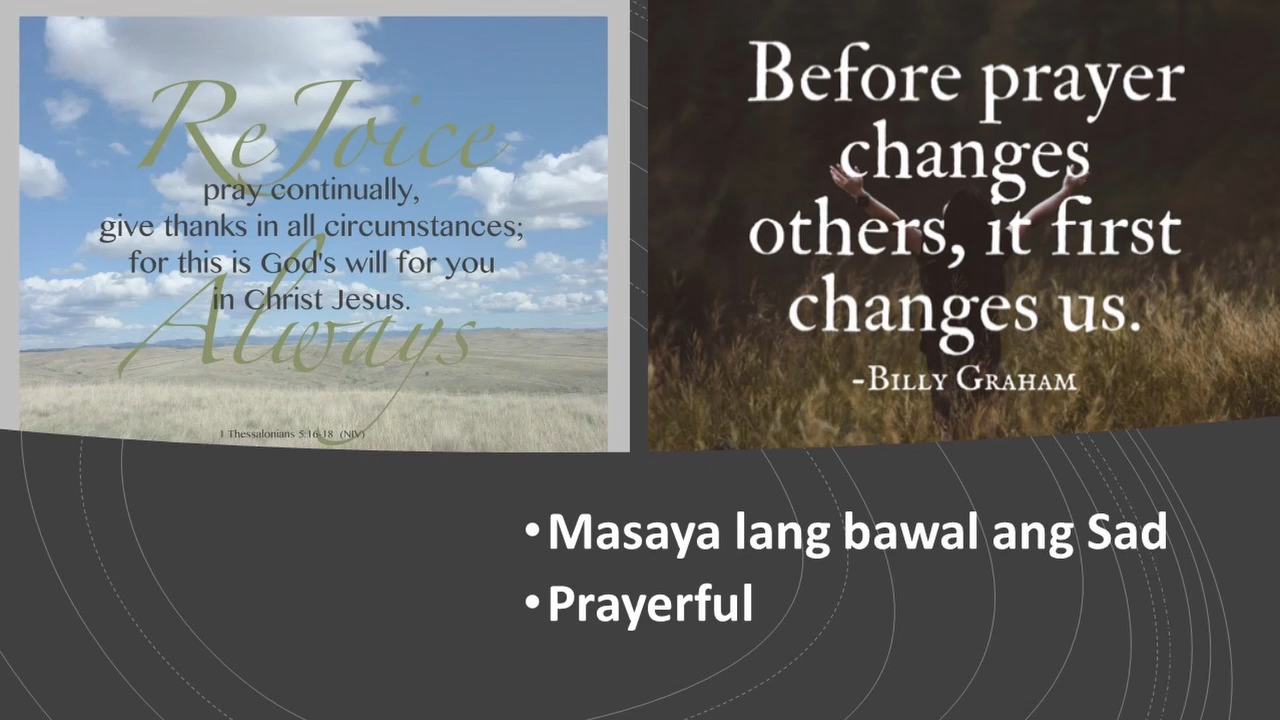 ReJoice
pray continually,
give thanks in all circumstances;
for this is God's will for you
in Christ Jesus.
Always
1 Thessalonians 5:16-18 (NIV)
Before prayer
changes
others, it first
changes us.
-Billy Graham
•Masaya lang bawal ang Sad
•Prayerful